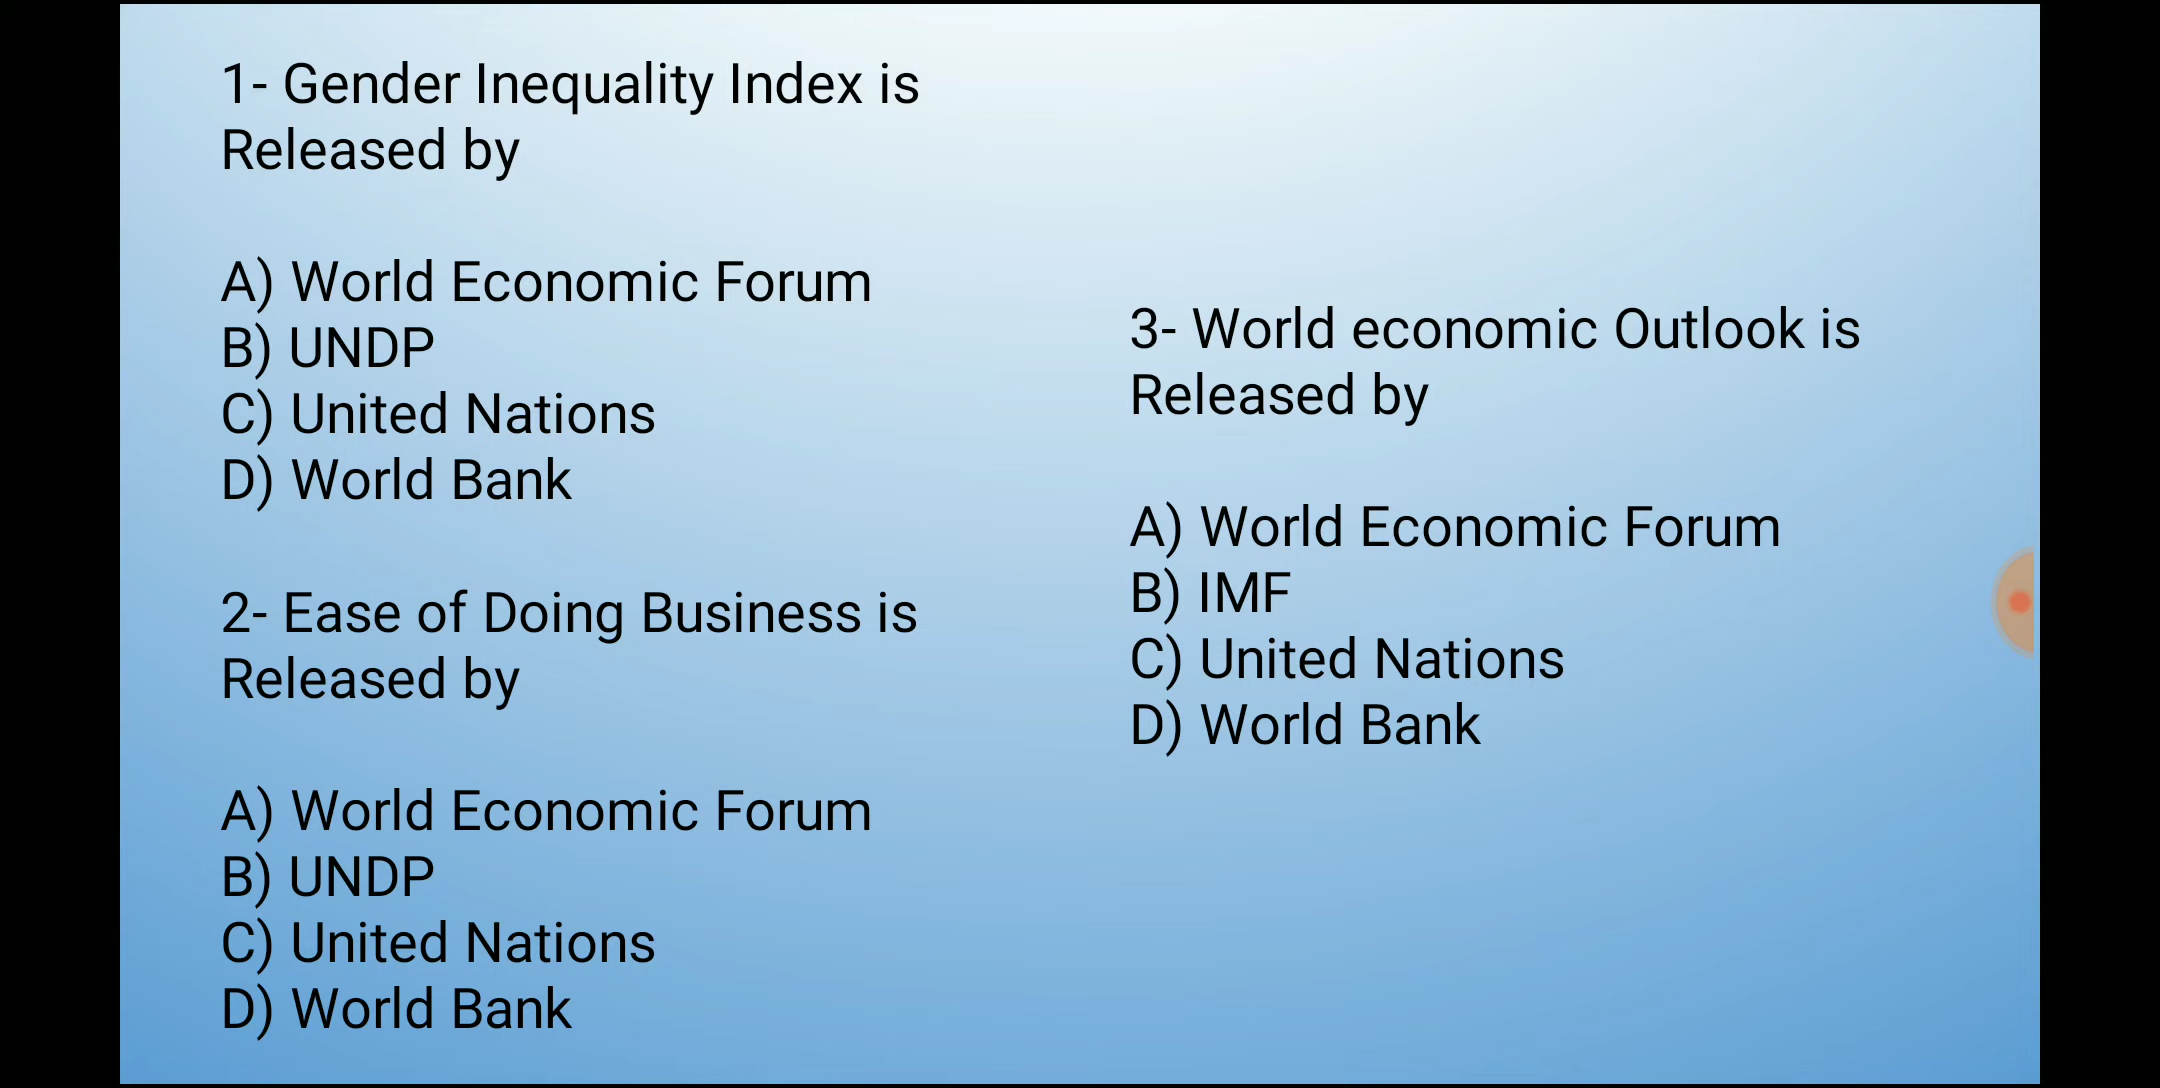 1- Gender Inequality Index is
Released by
A) World Economic Forum
B) UNDP
C) United Nations
D) World Bank
2- Ease of Doing Business is
Released by
A) World Economic Forum
B) UNDP
C) United Nations
D) World Bank
3- World economic Outlook is
Released by
A) World Economic Forum
B) IMF
C) United Nations
D) World Bank